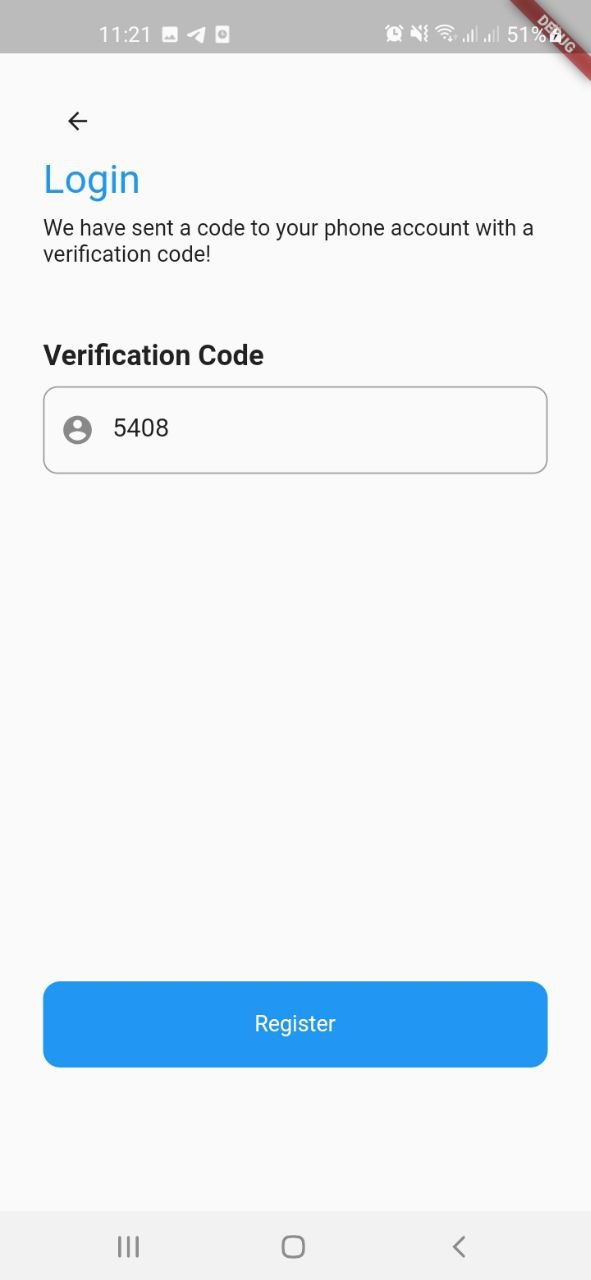 11:21
51%
DEBUG
Login
We have sent a code to your phone account with a
verification code!
Verification Code
5408
Register